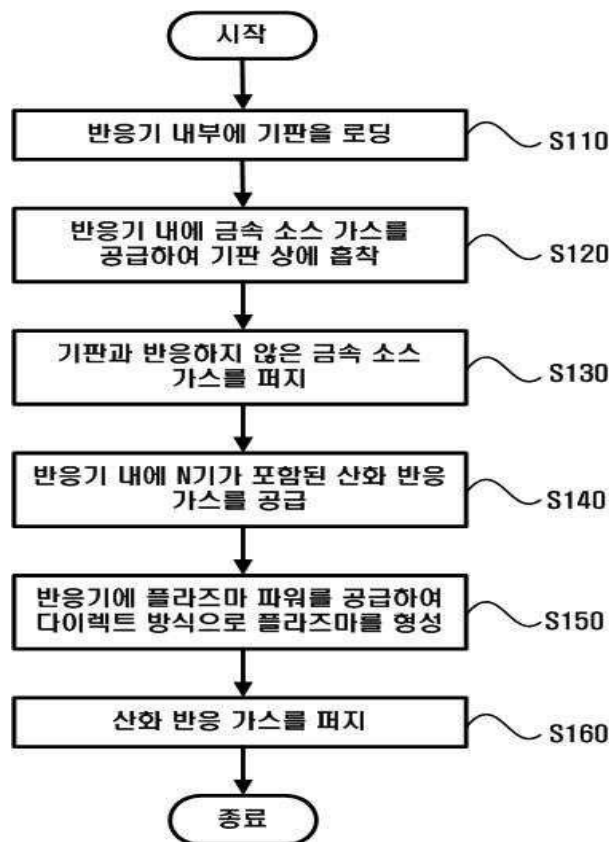 시작
반응기 내부에 기판을 로딩
S110
반응기 내에 금속 소스 가스를
공급하여 기판 상에 흡착
S120
기판과 반응하지 않은 금속 소스
가스를 퍼지
S130
반응기 내에 N기가 포함된 산화 반응
가스를 공급
S140
반응기에 플라즈마 파워를 공급하여
다이렉트 방식으로 플라즈마를 형성
S150
산화 반응 가스를 퍼지
S160
종료